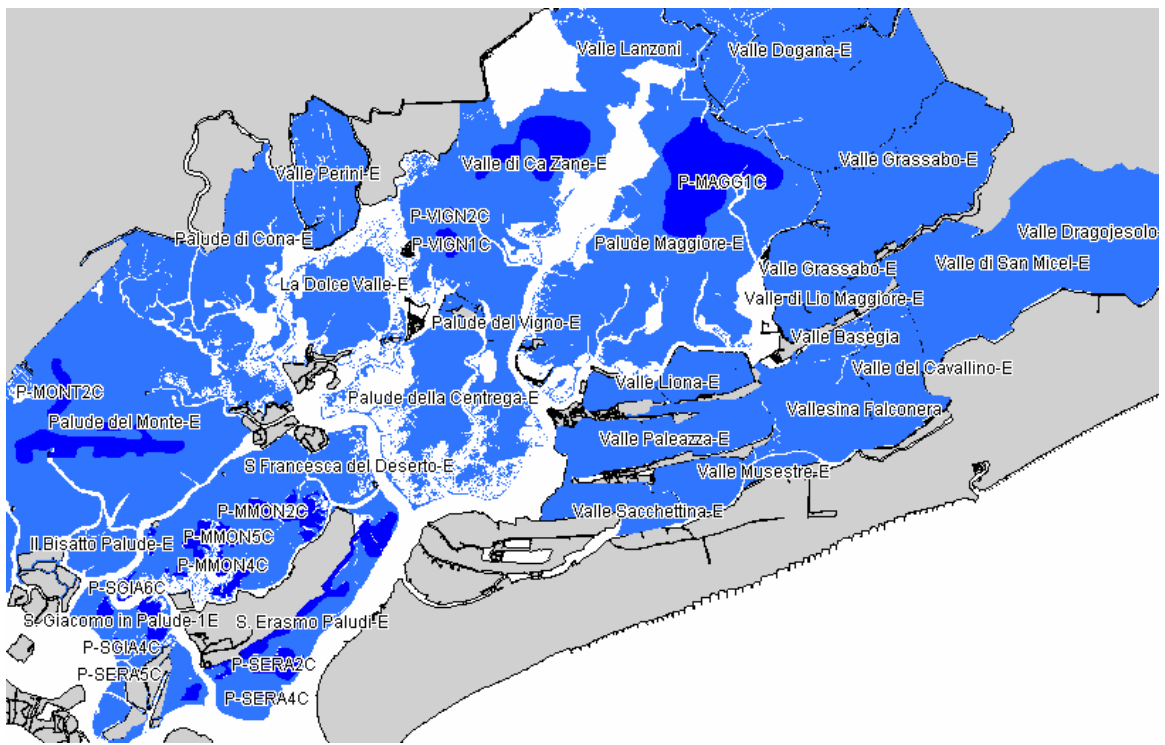 Valle Lanzoni
Valle Dogana-E
Valle di Ca Zane-E
Valle Grassabo-E
Valle Perini-E
P-MAGG1C
P-VIGN2C
Valle Dragojesolo-
Palude di Cona-E
P-VIGN1C
Palude Maggiore-E
Valle Grassabo-E
Valle di San Micel-E
La Dolce Valle-E
Valle di Lio Maggiore-E
Palude del Vigno-E
Valle Basegia
Valle del Cavallino-E
P-MONT2C
Valle Liona-E
Palude della Centrega-E
Vallesina Falconera
Palude del Monte-E
Valle Paleazza-E
S Francesca del Deserto-E
Valle Musestre-E
P-MMON2C
Valle Sacchettina-E
P-MMON5C
Il Bisatto Palude-E
P-MMON4C
P-SGIA6C
S. Giacomo in Palude-1E
S. Erasmo Paludi-E
P-SGIA4C
P-SERA2C
P-SERA5C
P-SERA4C